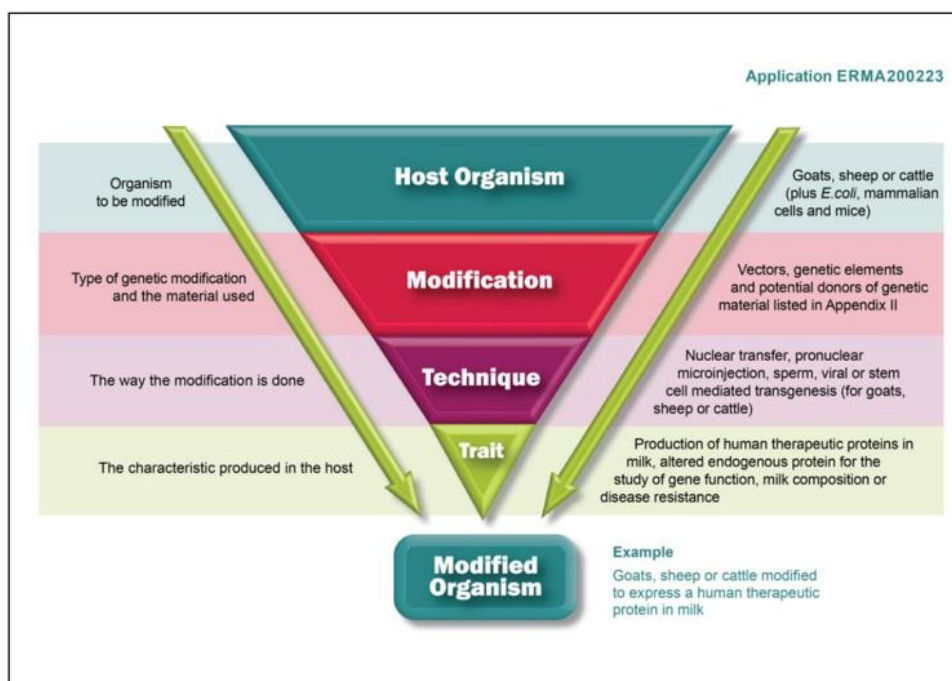 Application ERMA200223
Organism
to be modified
Host Organism
Goats, sheep or cattle
(plus E.coli, mammalian
cells and mice)
Type of genetic modification
and the material used
Modification
Vectors, genetic elements
and potential donors of genetic
material listed in Appendix II
The way the modification is done
Technique
Nuclear transfer, pronuclear
microinjection, sperm, viral or stem
cell mediated transgenesis (for goats,
sheep or cattle)
The characteristic produced in the host
Trait
Production of human therapeutic proteins in
milk, altered endogenous protein for the
study of gene function, milk composition or
disease resistance
Modified
Organism
Example
Goats, sheep or cattle modified
to express a human therapeutic
protein in milk